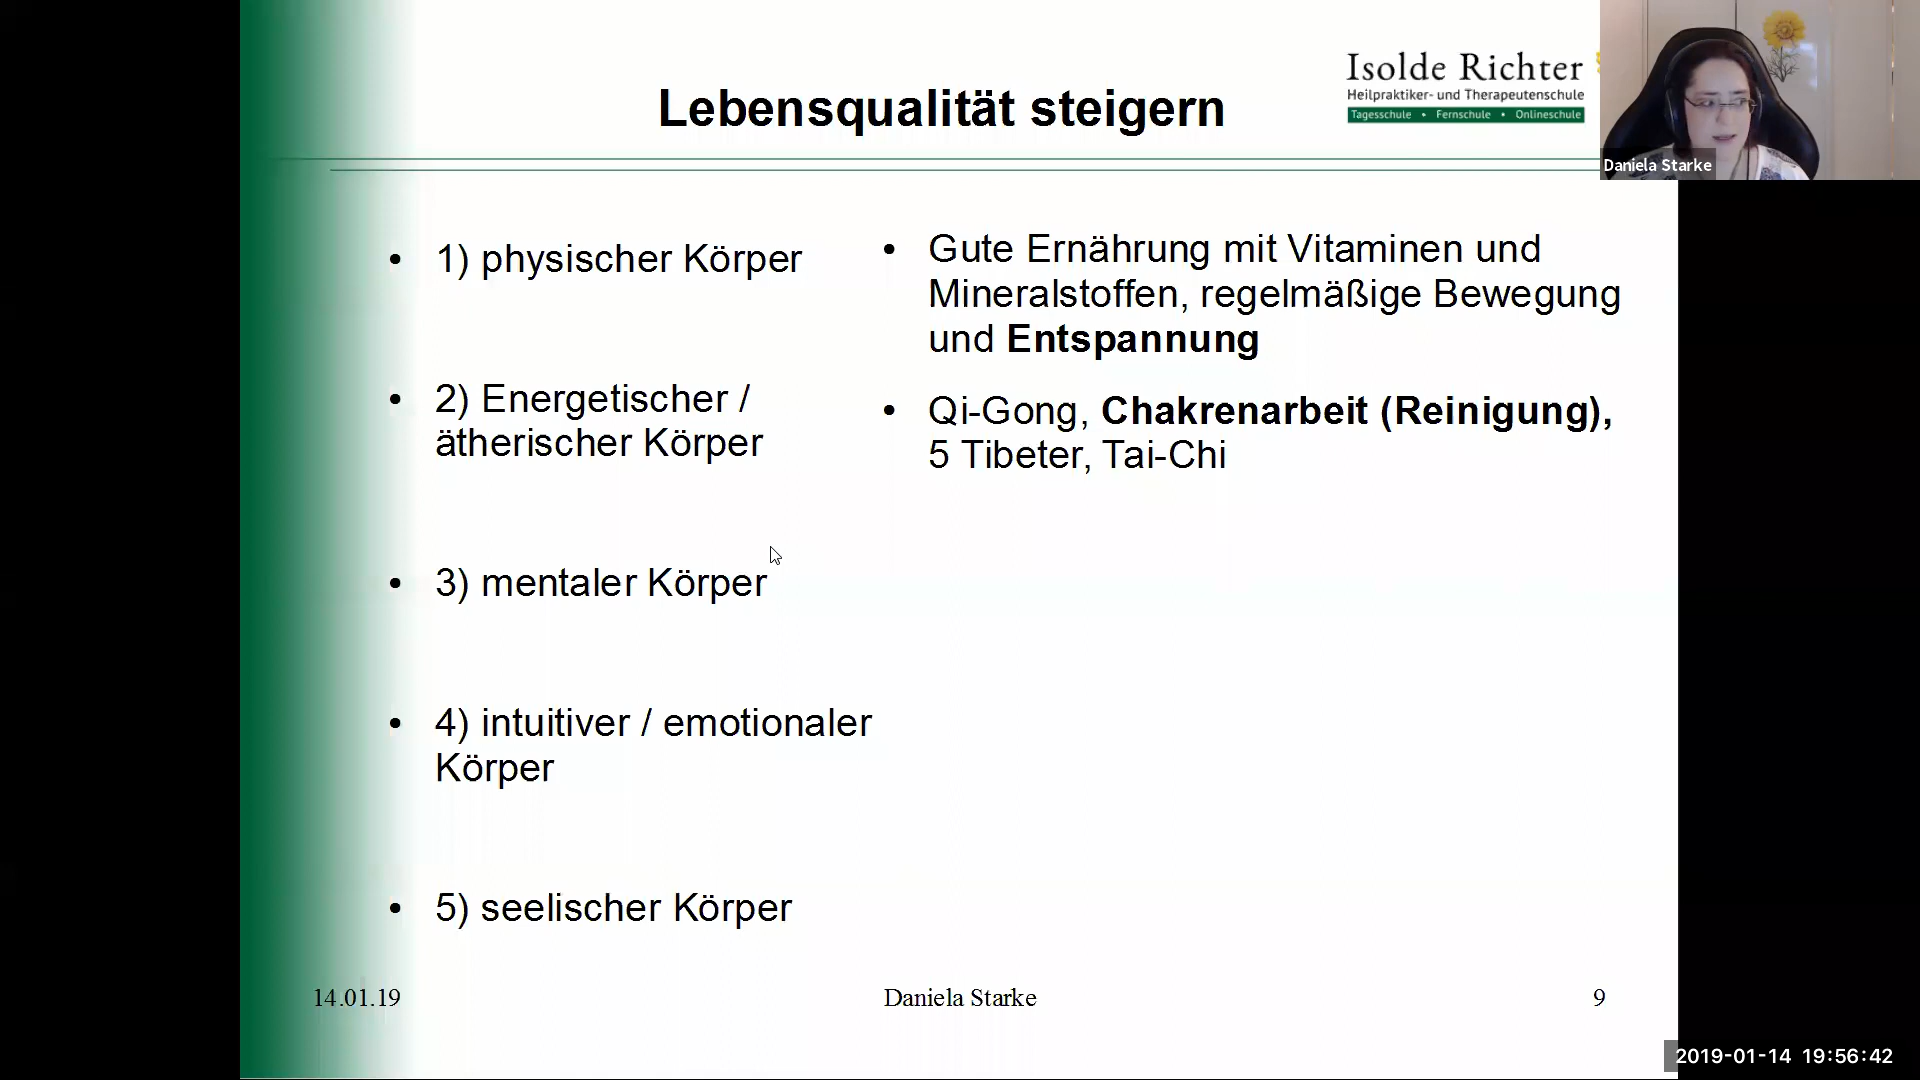 Lebensqualität steigern
Isolde Richter
Heilpraktiker- und Therapeutenschule
Tagesschule • Fernschule • Onlineschule
Daniela Starke
• 1) physischer Körper
• Gute Ernährung mit Vitaminen und
Mineralstoffen, regelmäßige Bewegung
und Entspannung
• 2) Energetischer /
ätherischer Körper
• Qi-Gong, Chakrenarbeit (Reinigung),
5 Tibeter, Tai-Chi
• 3) mentaler Körper
• 4) intuitiver / emotionaler
Körper
• 5) seelischer Körper
14.01.19
Daniela Starke
9
2019-01-14 19:56:42